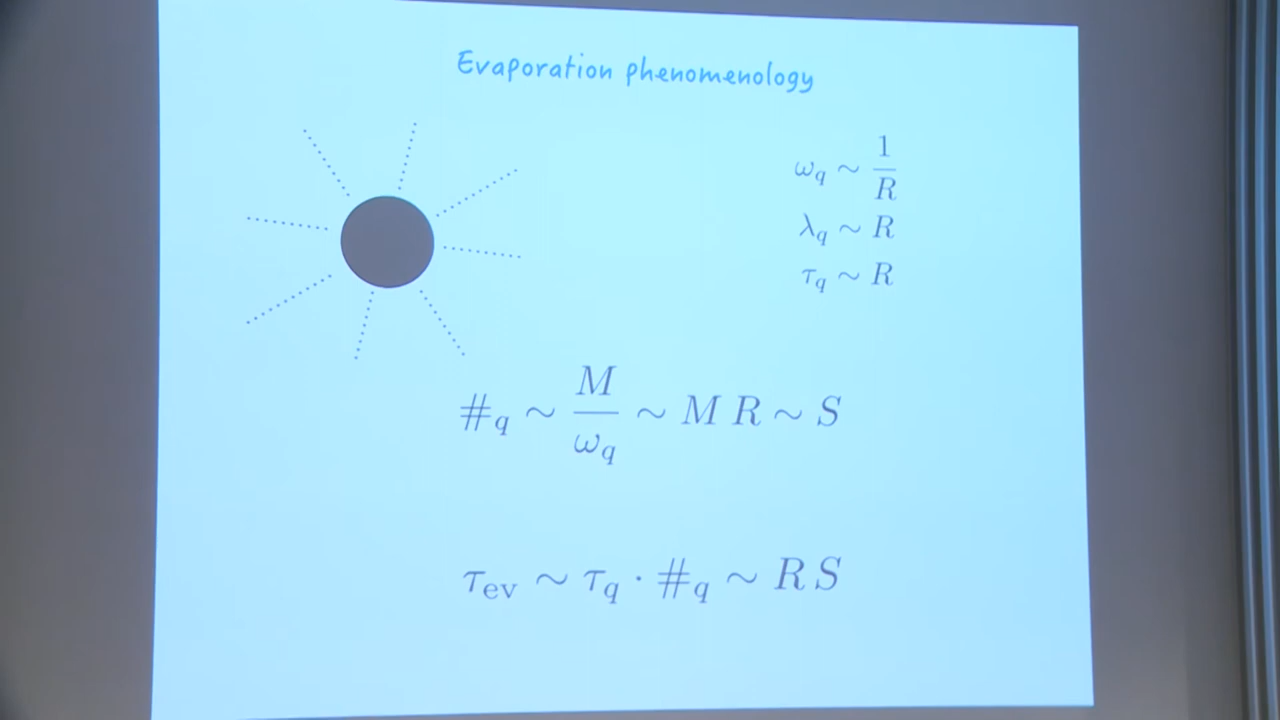 Evaporation phenomenology
ω_q ~ 1/R
λ_q ~ R
τ_q ~ R
#_q ~ M/ω_q ~ M R ~ S
τ_ev ~ τ_q · #_q ~ R S